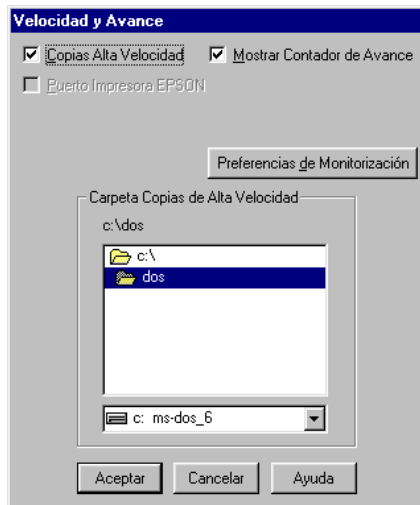 Velocidad y Avance
Copias Alta Velocidad Mostrar Contador de Avance
Puerto Impresora EPSON
Preferencias de Monitorización
Carpeta Copias de Alta Velocidad
c:\dos
c:\
dos
c: ms-dos_6
Aceptar Cancelar Ayuda